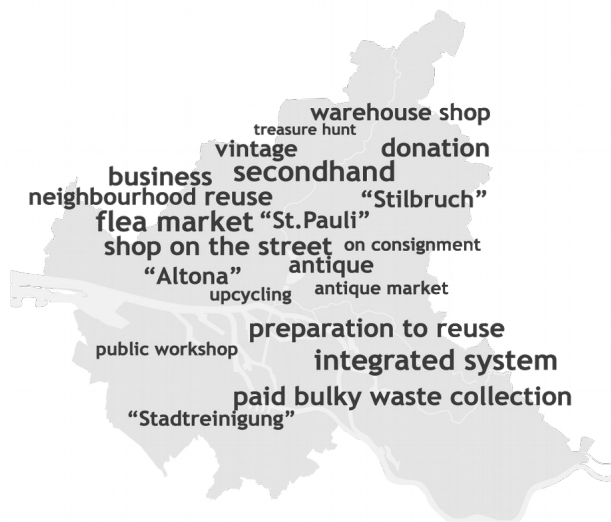 warehouse shop
treasure hunt
vintage donation
business secondhand
neighbourhood reuse “Stilbruch”
flea market “St.Pauli”
shop on the street on consignment
“Altona” antique
upcycling antique market
preparation to reuse
public workshop integrated system
paid bulky waste collection
“Stadtreinigung”